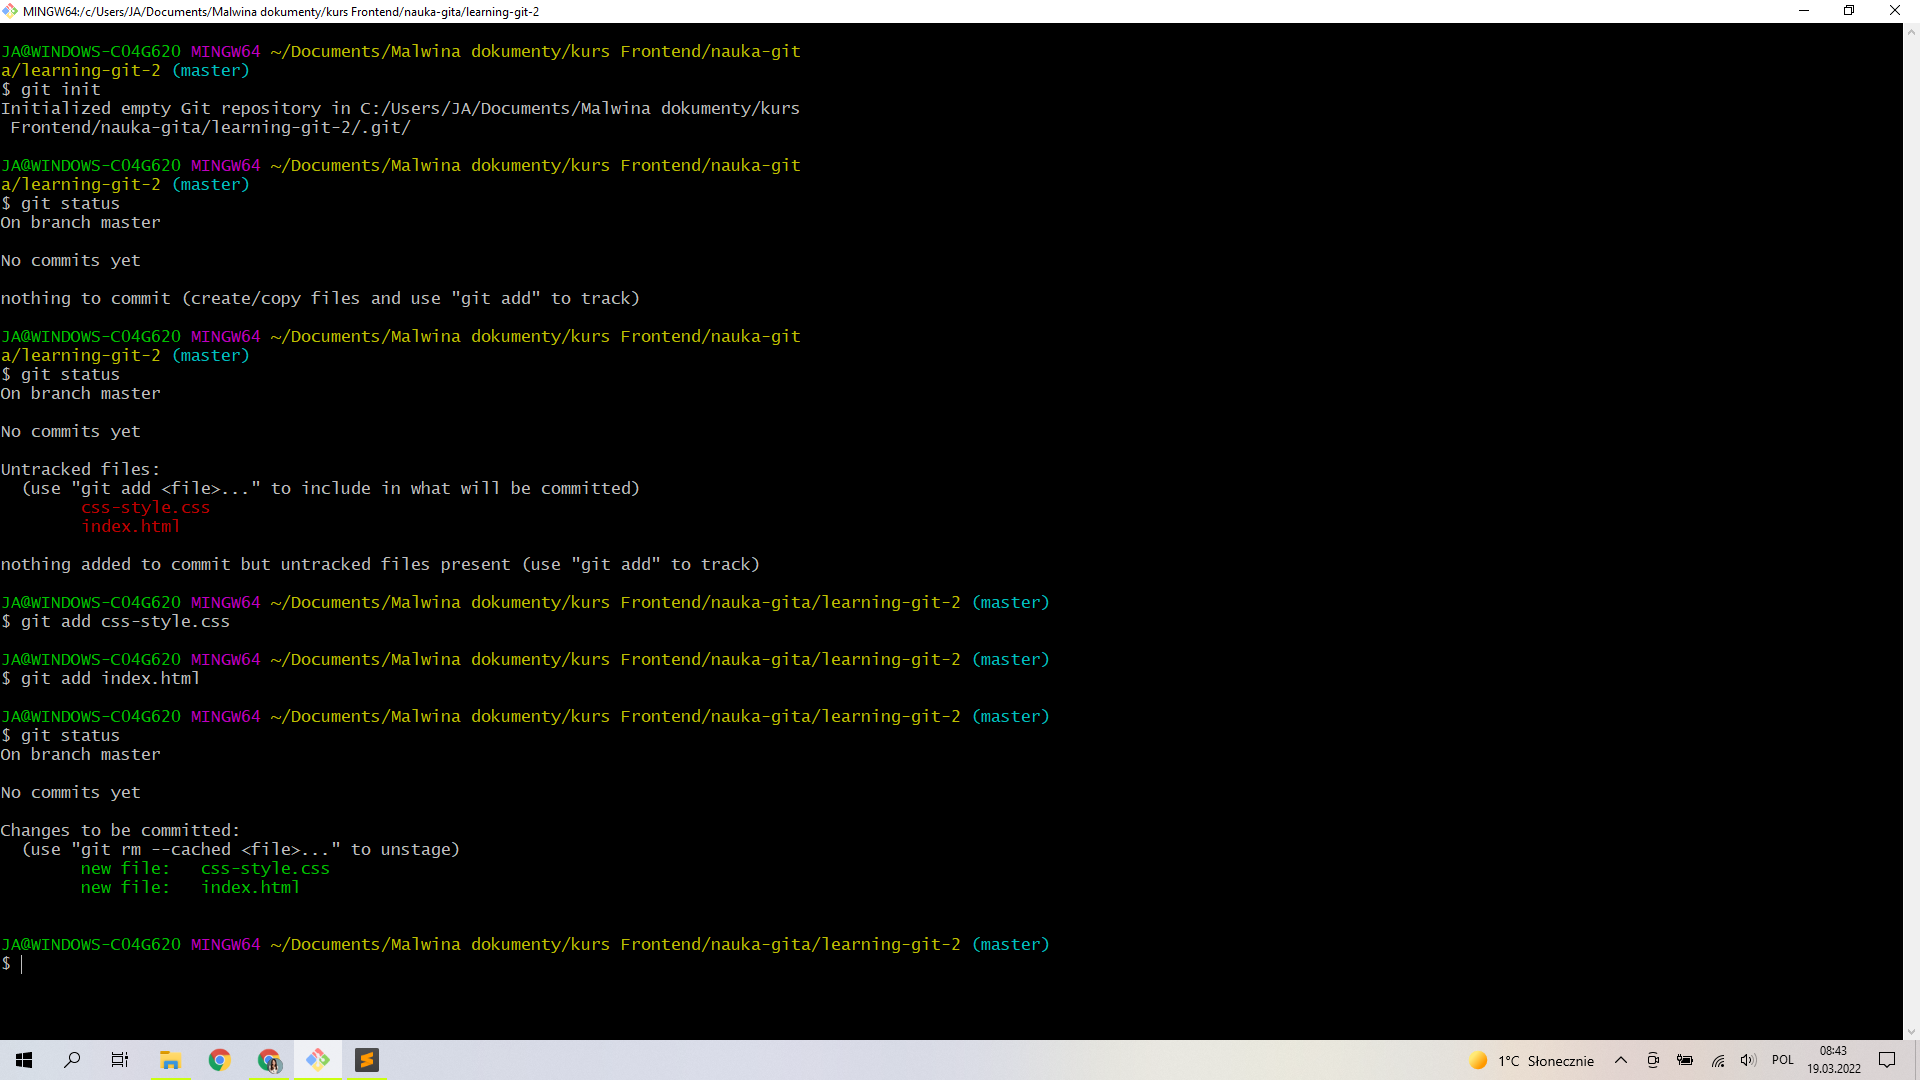 MINGW64:/c/Users/JA/Documents/Malwina dokumenty/kurs Frontend/nauka-gita/learning-git-2
JA@WINDOWS-CO4G62O MINGW64 ~/Documents/Malwina dokumenty/kurs Frontend/nauka-git
a/learning-git-2 (master)
$ git init
Initialized empty Git repository in C:/Users/JA/Documents/Malwina dokumenty/kurs
 Frontend/nauka-gita/learning-git-2/.git/
JA@WINDOWS-CO4G62O MINGW64 ~/Documents/Malwina dokumenty/kurs Frontend/nauka-git
a/learning-git-2 (master)
$ git status
On branch master
No commits yet
nothing to commit (create/copy files and use "git add" to track)
JA@WINDOWS-CO4G62O MINGW64 ~/Documents/Malwina dokumenty/kurs Frontend/nauka-git
a/learning-git-2 (master)
$ git status
On branch master
No commits yet
Untracked files:
  (use "git add <file>..." to include in what will be committed)
        css-style.css
        index.html
nothing added to commit but untracked files present (use "git add" to track)
JA@WINDOWS-CO4G62O MINGW64 ~/Documents/Malwina dokumenty/kurs Frontend/nauka-gita/learning-git-2 (master)
$ git add css-style.css
JA@WINDOWS-CO4G62O MINGW64 ~/Documents/Malwina dokumenty/kurs Frontend/nauka-gita/learning-git-2 (master)
$ git add index.html
JA@WINDOWS-CO4G62O MINGW64 ~/Documents/Malwina dokumenty/kurs Frontend/nauka-gita/learning-git-2 (master)
$ git status
On branch master
No commits yet
Changes to be committed:
  (use "git rm --cached <file>..." to unstage)
        new file:   css-style.css
        new file:   index.html
JA@WINDOWS-CO4G62O MINGW64 ~/Documents/Malwina dokumenty/kurs Frontend/nauka-gita/learning-git-2 (master)
$
1°C Słonecznie
POL
08:43
19.03.2022